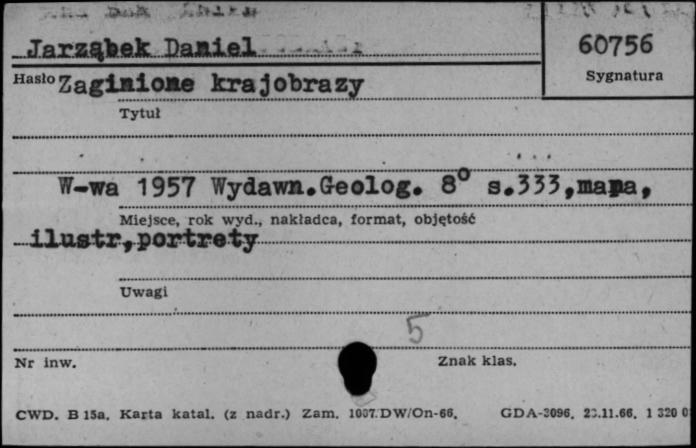 Jarząbek Daniel
60756
Sygnatura
Hasło Zaginione krajobrazy
Tytuł
W-wa 1957 Wydawn.Geolog. 8° s.333,mapa,
Miejsce, rok wyd., nakładca, format, objętość
ilustr,portrety
Uwagi
5
Nr inw.
Znak klas.
CWD. B 15a. Karta katal. (z nadr.) Zam. 1007.DW/On-66. GDA-3096. 23.11.66. 1 320 0